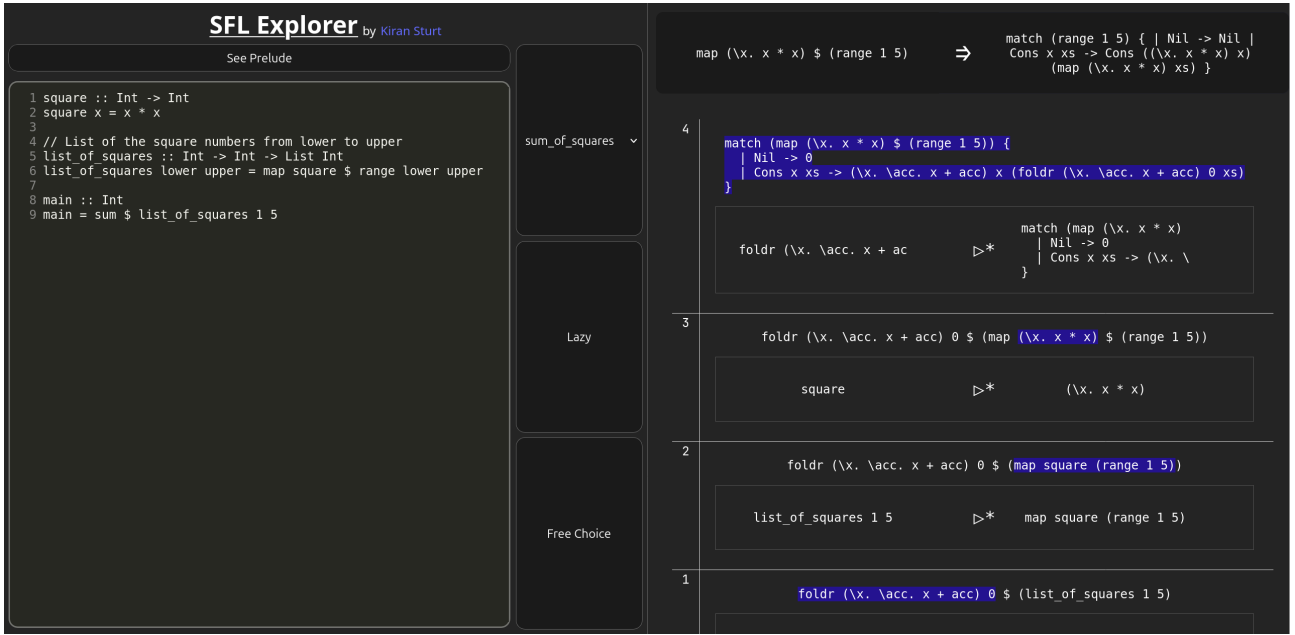 SFL Explorer by Kiran Sturt
See Prelude
1 square :: Int -> Int
2 square x = x * x
3
4 // List of the square numbers from lower to upper
5 list_of_squares :: Int -> Int -> List Int
6 list_of_squares lower upper = map square $ range lower upper
7
8 main :: Int
9 main = sum $ list_of_squares 1 5
sum_of_squares
Lazy
Free Choice
map (\x. x * x) $ (range 1 5)
⇒
match (range 1 5) { | Nil -> Nil |
Cons x xs -> Cons ((\x. x * x) x)
(map (\x. x * x) xs) }
4
match (map (\x. x * x) $ (range 1 5)) {
| Nil -> 0
| Cons x xs -> (\x. \acc. x + acc) x (foldr (\x. \acc. x + acc) 0 xs)
}
foldr (\x. \acc. x + ac
▷*
match (map (\x. x * x)
| Nil -> 0
| Cons x xs -> (\x. \
}
3
foldr (\x. \acc. x + acc) 0 $ (map (\x. x * x) $ (range 1 5))
square ▷* (\x. x * x)
2
foldr (\x. \acc. x + acc) 0 $ (map square (range 1 5))
list_of_squares 1 5 ▷* map square (range 1 5)
1
foldr (\x. \acc. x + acc) 0 $ (list_of_squares 1 5)